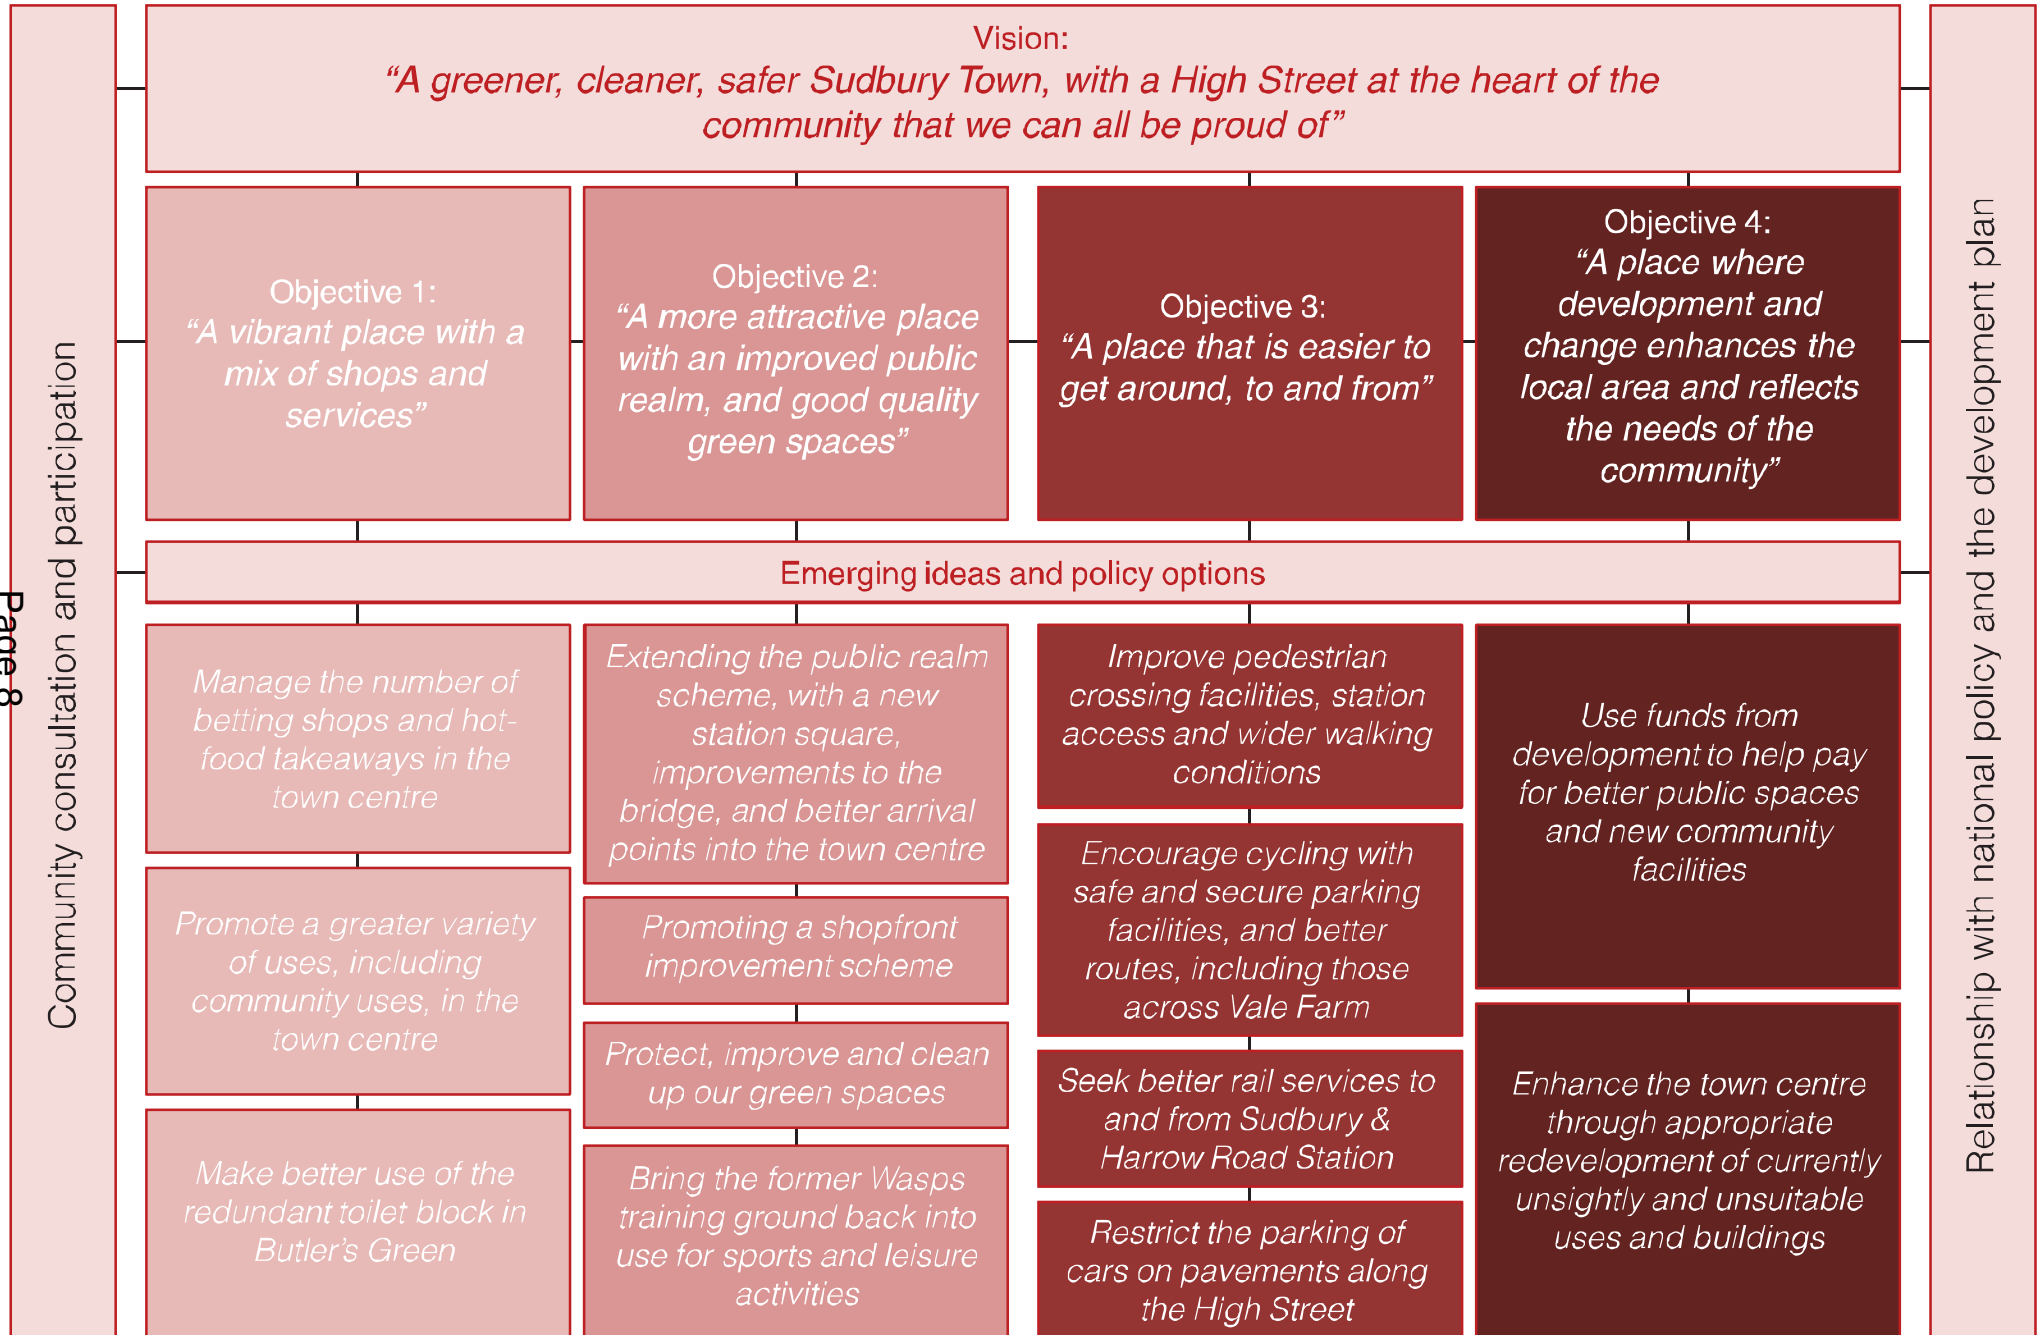 Vision:
“A greener, cleaner, safer Sudbury Town, with a High Street at the heart of the
community that we can all be proud of”
Objective 1:
“A vibrant place with a
mix of shops and
services”
Objective 2:
“A more attractive place
with an improved public
realm, and good quality
green spaces”
Objective 3:
“A place that is easier to
get around, to and from”
Objective 4:
“A place where
development and
change enhances the
local area and reflects
the needs of the
community”
Emerging ideas and policy options
Manage the number of
betting shops and hot-
food takeaways in the
town centre
Promote a greater variety
of uses, including
community uses, in the
town centre
Make better use of the
redundant toilet block in
Butler’s Green
Extending the public realm
scheme, with a new
station square,
improvements to the
bridge, and better arrival
points into the town centre
Promoting a shopfront
improvement scheme
Protect, improve and clean
up our green spaces
Bring the former Wasps
training ground back into
use for sports and leisure
activities
Improve pedestrian
crossing facilities, station
access and wider walking
conditions
Encourage cycling with
safe and secure parking
facilities, and better
routes, including those
across Vale Farm
Seek better rail services to
and from Sudbury &
Harrow Road Station
Restrict the parking of
cars on pavements along
the High Street
Use funds from
development to help pay
for better public spaces
and new community
facilities
Enhance the town centre
through appropriate
redevelopment of currently
unsightly and unsuitable
uses and buildings
Community consultation and participation
Relationship with national policy and the development plan
Page 8